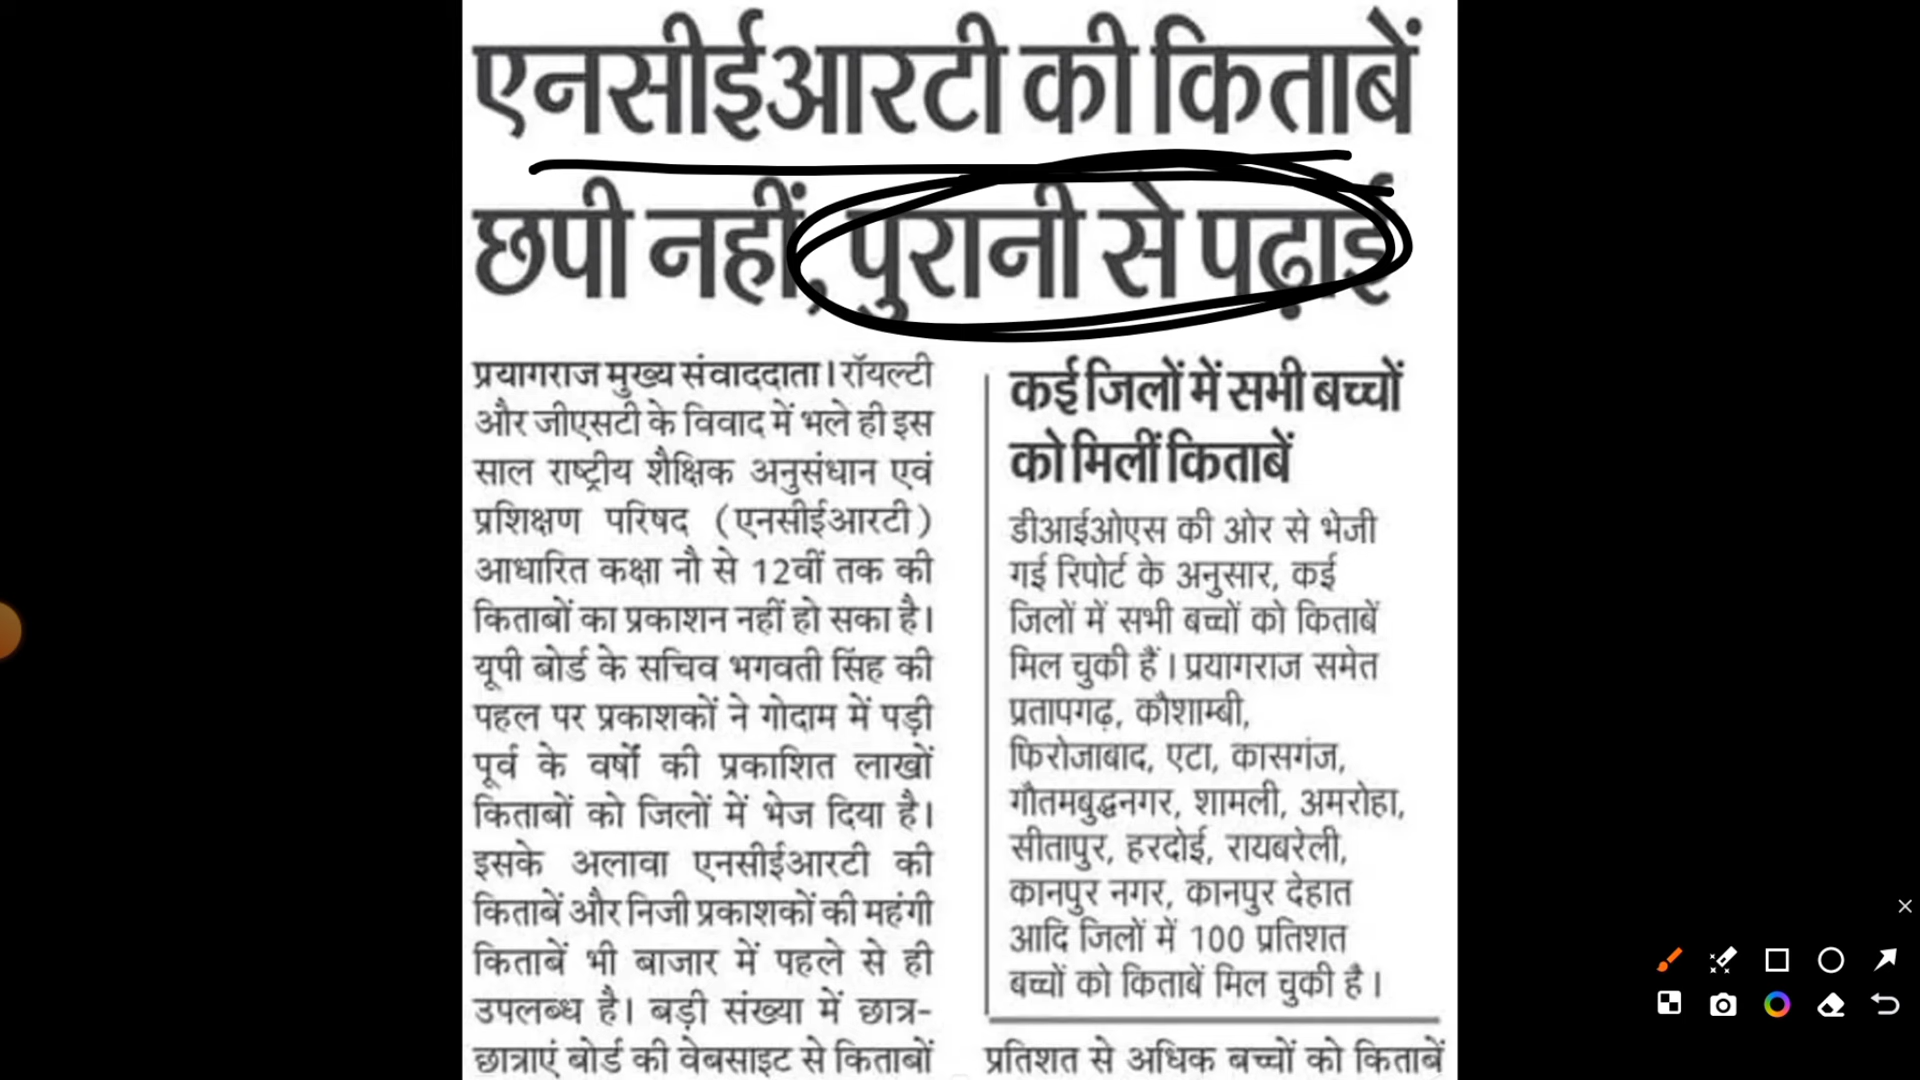 एनसीईआरटी की किताबें
छपी नहीं, पुरानी से पढ़ाई
प्रयागराज मुख्य संवाददाता। रॉयल्टी
और जीएसटी के विवाद में भले ही इस
साल राष्ट्रीय शैक्षिक अनुसंधान एवं
प्रशिक्षण परिषद (एनसीईआरटी)
आधारित कक्षा नौ से 12वीं तक की
किताबों का प्रकाशन नहीं हो सका है।
यूपी बोर्ड के सचिव भगवती सिंह की
पहल पर प्रकाशकों ने गोदाम में पड़ी
पूर्व के वर्षों की प्रकाशित लाखों
किताबों को जिलों में भेज दिया है।
इसके अलावा एनसीईआरटी की
किताबें और निजी प्रकाशकों की महंगी
किताबें भी बाजार में पहले से ही
उपलब्ध है। बड़ी संख्या में छात्र-
छात्राएं बोर्ड की वेबसाइट से किताबों
कई जिलों में सभी बच्चों
को मिलीं किताबें
डीआईओएस की ओर से भेजी
गई रिपोर्ट के अनुसार, कई
जिलों में सभी बच्चों को किताबें
मिल चुकी हैं। प्रयागराज समेत
प्रतापगढ़, कौशाम्बी,
फिरोजाबाद, एटा, कासगंज,
गौतमबुद्धनगर, शामली, अमरोहा,
सीतापुर, हरदोई, रायबरेली,
कानपुर नगर, कानपुर देहात
आदि जिलों में 100 प्रतिशत
बच्चों को किताबें मिल चुकी है।
प्रतिशत से अधिक बच्चों को किताबें